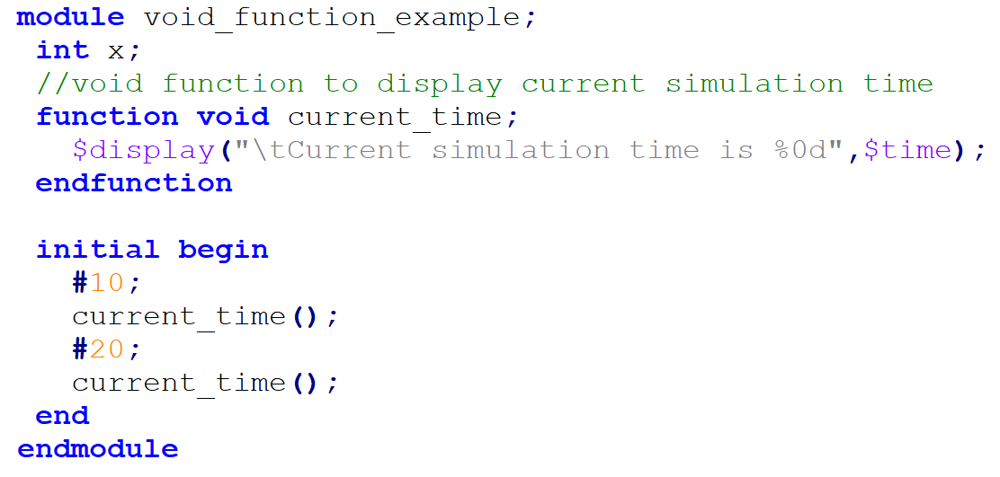 module void_function_example;
 int x;
 //void function to display current simulation time
 function void current_time;
   $display("\tCurrent simulation time is %0d",$time);
 endfunction

 initial begin
   #10;
   current_time();
   #20;
   current_time();
 end
endmodule